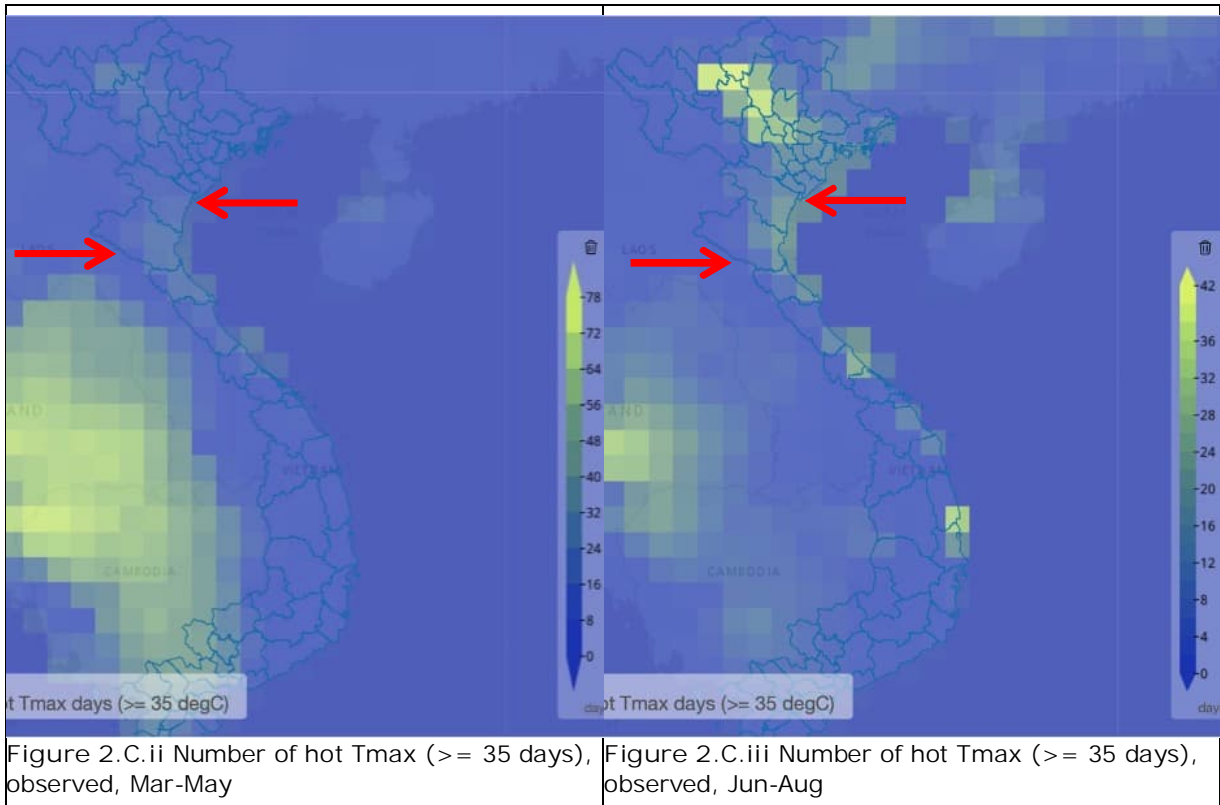 LAOS
AND
VIETNAM
CAMBODIA
78
72
64
56
48
40
32
24
16
8
0
day
ot Tmax days (>= 35 degC)
LAOS
AND
VIETNAM
CAMBODIA
42
36
32
28
24
20
16
12
8
4
0
day
ot Tmax days (>= 35 degC)
Figure 2.C.ii Number of hot Tmax (>= 35 days),
observed, Mar-May
Figure 2.C.iii Number of hot Tmax (>= 35 days),
observed, Jun-Aug